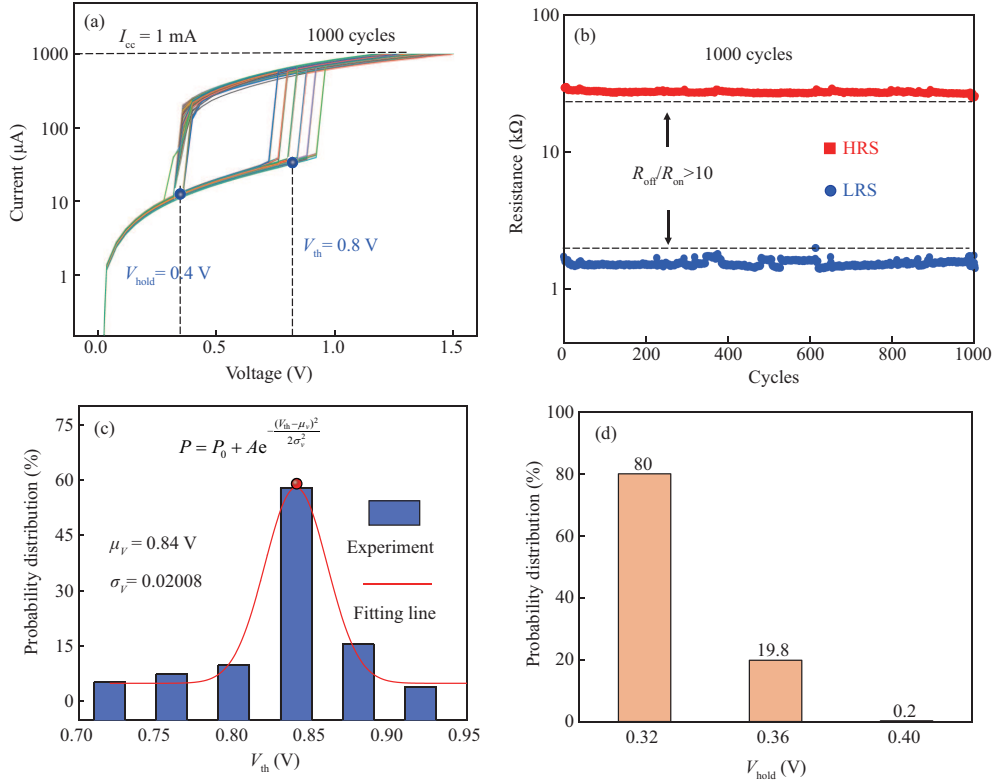 (a)
I_cc = 1 mA
1000 cycles
1000
100
10
1
Current (μA)
V_hold = 0.4 V
V_th = 0.8 V
0.0 0.5 1.0 1.5
Voltage (V)
(b)
1000 cycles
100
10
1
Resistance (kΩ)
HRS
R_off/R_on>10
LRS
0 200 400 600 800 1000
Cycles
(c)
P = P_0 + Ae^{-\frac{(V_th-μ_v)^2}{2σ_v^2}}
75
60
45
30
15
0
Probability distribution (%)
μ_V = 0.84 V
σ_V = 0.02008
Experiment
Fitting line
0.70 0.75 0.80 0.85 0.90 0.95
V_th (V)
(d)
100
80
60
40
20
0
Probability distribution (%)
80
19.8
0.2
0.32 0.36 0.40
V_hold (V)